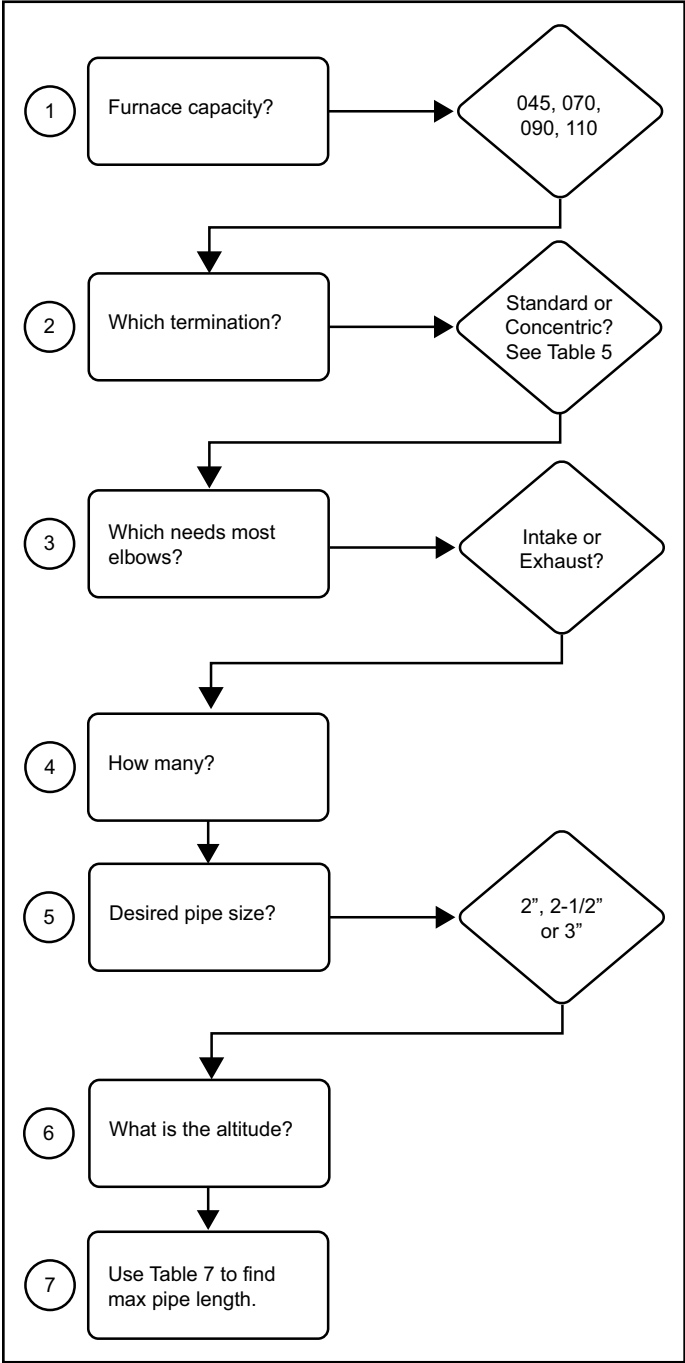 1
Furnace capacity?
045, 070,
090, 110
2
Which termination?
Standard or
Concentric?
See Table 5
3
Which needs most
elbows?
Intake or
Exhaust?
4
How many?
5
Desired pipe size?
2”, 2-1/2”
or 3”
6
What is the altitude?
7
Use Table 7 to find
max pipe length.